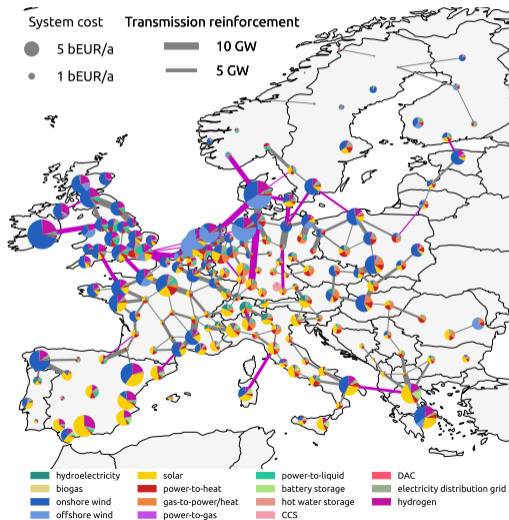 System cost
Transmission reinforcement
5 bEUR/a
10 GW
1 bEUR/a
5 GW
hydroelectricity
solar
power-to-liquid
DAC
biogas
power-to-heat
battery storage
electricity distribution grid
onshore wind
gas-to-power/heat
hot water storage
hydrogen
offshore wind
power-to-gas
CCS